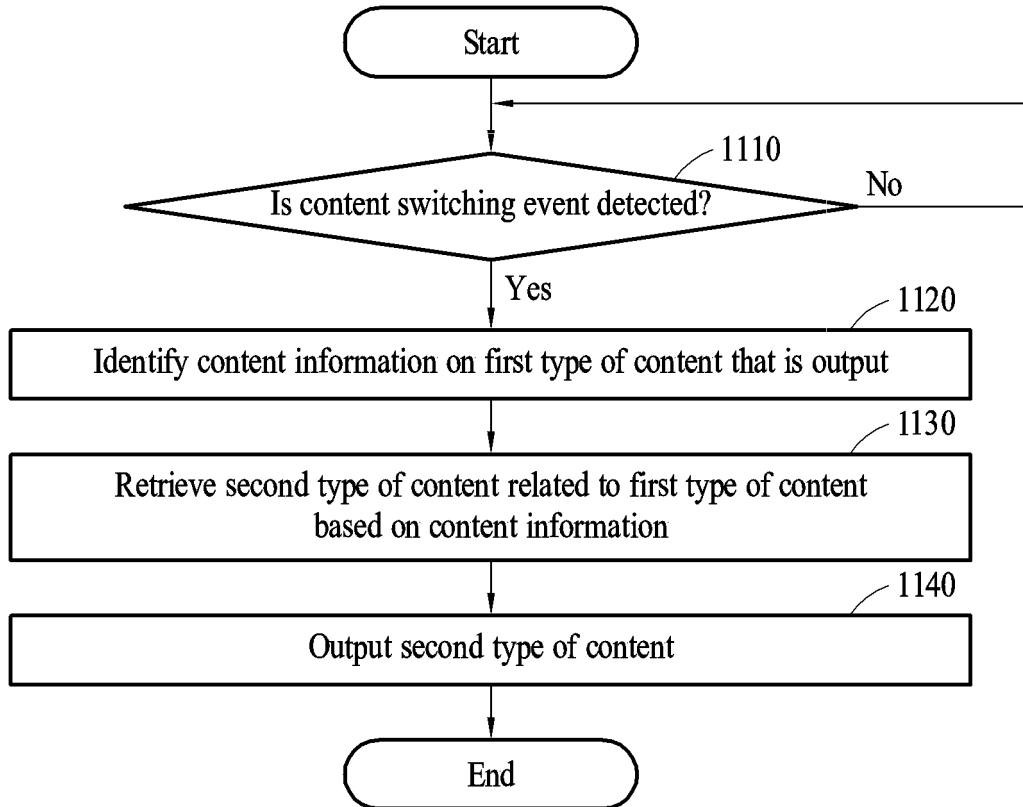 Start
1110
Is content switching event detected?
No
Yes
1120
Identify content information on first type of content that is output
1130
Retrieve second type of content related to first type of content
based on content information
1140
Output second type of content
End